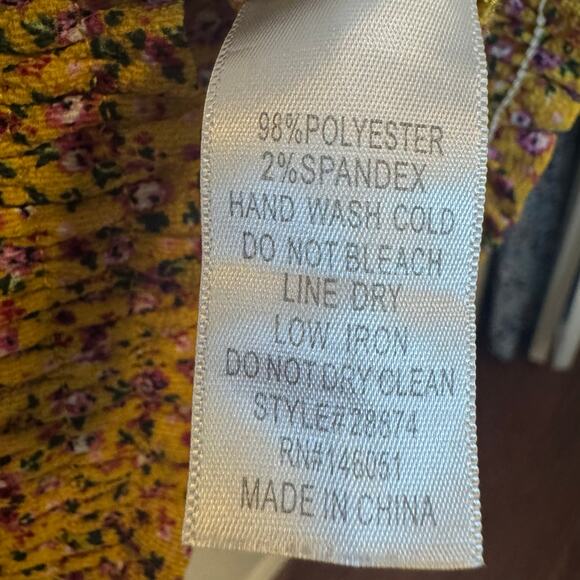 98%POLYESTER
2%SPANDEX
HAND WASH COLD
DO NOT BLEACH
LINE DRY
LOW IRON
DO NOT DRY CLEAN
STYLE#29874
RN#146051
MADE IN CHINA